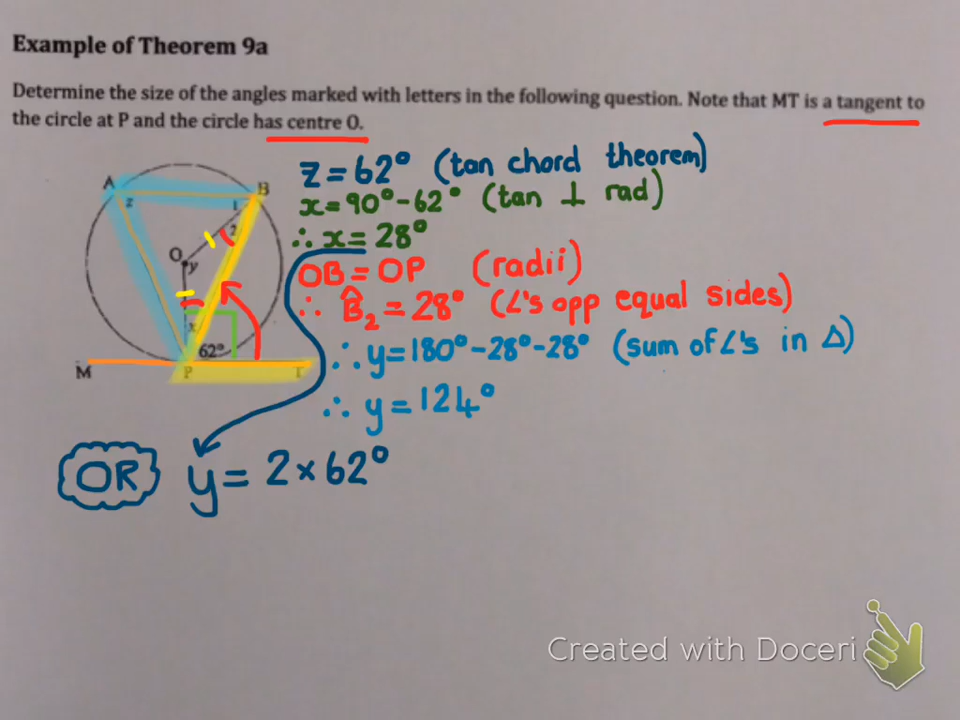 Example of Theorem 9a
Determine the size of the angles marked with letters in the following question. Note that MT is a tangent to
the circle at P and the circle has centre O.
A
B
z
1
2
O
y
x
62°
M
P
T
z = 62° (tan chord theorem)
x = 90° - 62° (tan ⊥ rad)
∴ x = 28°
OB = OP (radii)
∴ B̂₂ = 28° (∠'s opp equal sides)
∴ y = 180° - 28° - 28° (sum of ∠'s in Δ)
∴ y = 124°
OR y = 2 × 62°
Created with Doceri